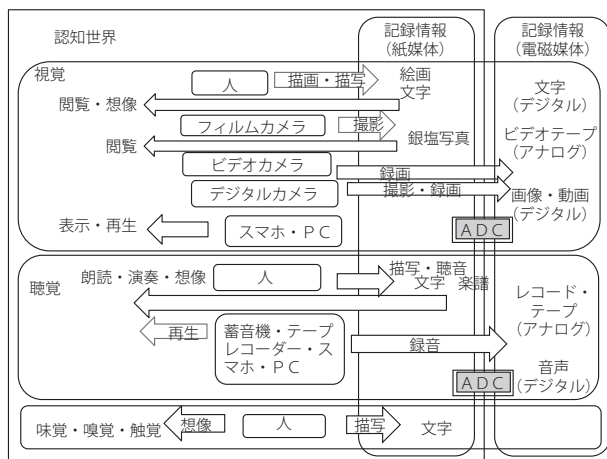 認知世界
記録情報
(紙媒体)
記録情報
(電磁媒体)
視覚
人
描画・描写
絵画
文字
文字
(デジタル)
閲覧・想像
フィルムカメラ
撮影
閲覧
銀塩写真
ビデオテープ
(アナログ)
ビデオカメラ
録画
デジタルカメラ
撮影・録画
画像・動画
(デジタル)
表示・再生
スマホ・PC
ADC
聴覚
朗読・演奏・想像
人
描写・聴音
文字 楽譜
レコード・
テープ
(アナログ)
再生
蓄音機・テープ
レコーダー・ス
マホ・PC
録音
音声
(デジタル)
ADC
味覚・嗅覚・触覚
想像
人
描写
文字